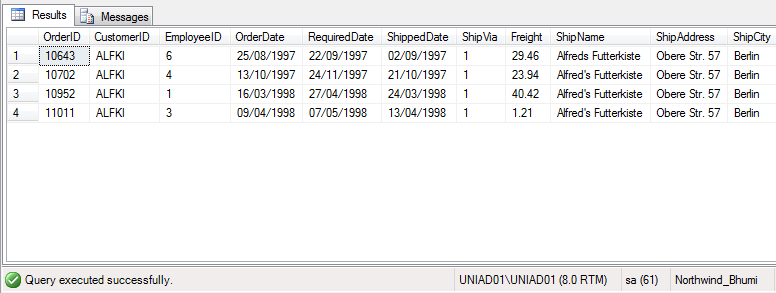 Results Messages
OrderID CustomerID EmployeeID OrderDate RequiredDate ShippedDate ShipVia Freight ShipName ShipAddress ShipCity
1 10643 ALFKI 6 25/08/1997 22/09/1997 02/09/1997 1 29.46 Alfreds Futterkiste Obere Str. 57 Berlin
2 10702 ALFKI 4 13/10/1997 24/11/1997 21/10/1997 1 23.94 Alfred's Futterkiste Obere Str. 57 Berlin
3 10952 ALFKI 1 16/03/1998 27/04/1998 24/03/1998 1 40.42 Alfred's Futterkiste Obere Str. 57 Berlin
4 11011 ALFKI 3 09/04/1998 07/05/1998 13/04/1998 1 1.21 Alfred's Futterkiste Obere Str. 57 Berlin
Query executed successfully. UNIAD01\UNIAD01 (8.0 RTM) sa (61) Northwind_Bhumi